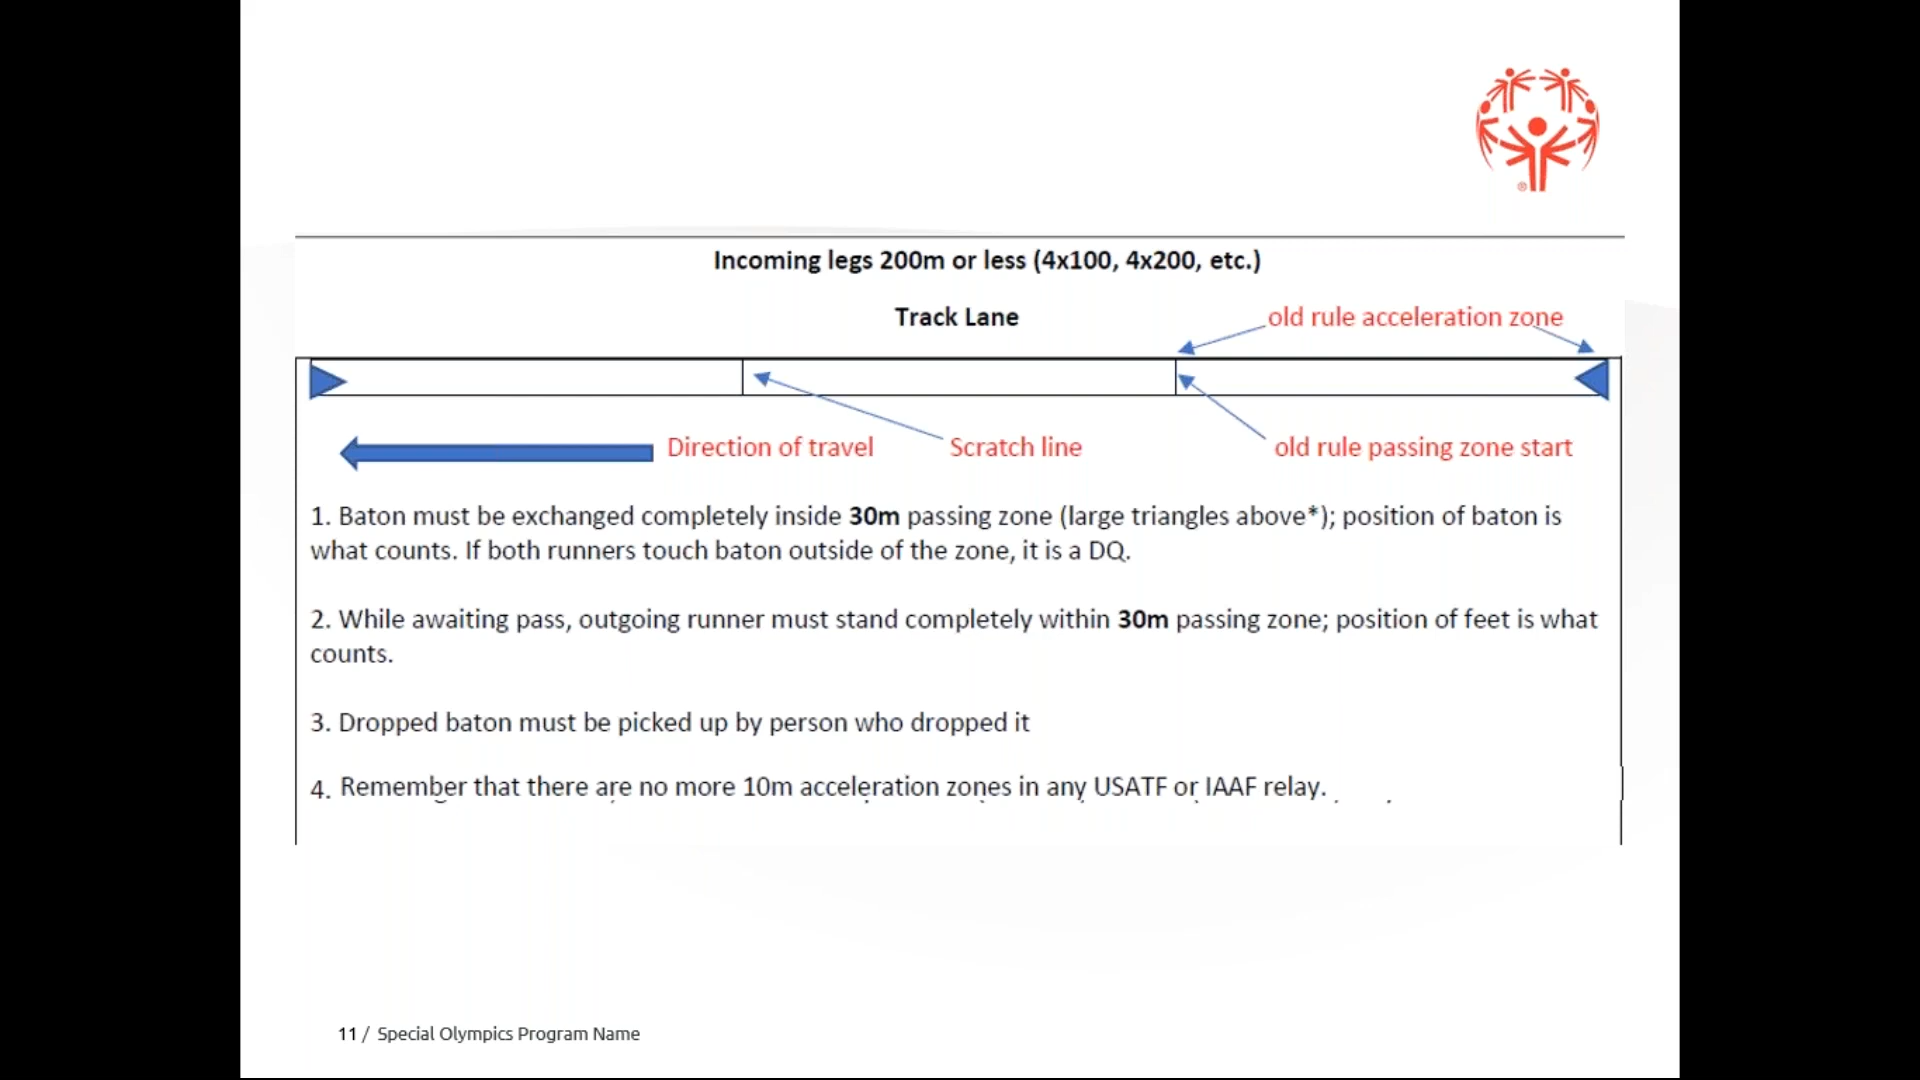 Incoming legs 200m or less (4x100, 4x200, etc.)
Track Lane
old rule acceleration zone
Direction of travel
Scratch line
old rule passing zone start
1. Baton must be exchanged completely inside 30m passing zone (large triangles above*); position of baton is
what counts. If both runners touch baton outside of the zone, it is a DQ.
2. While awaiting pass, outgoing runner must stand completely within 30m passing zone; position of feet is what
counts.
3. Dropped baton must be picked up by person who dropped it
4. Remember that there are no more 10m acceleration zones in any USATF or IAAF relay.
11 / Special Olympics Program Name